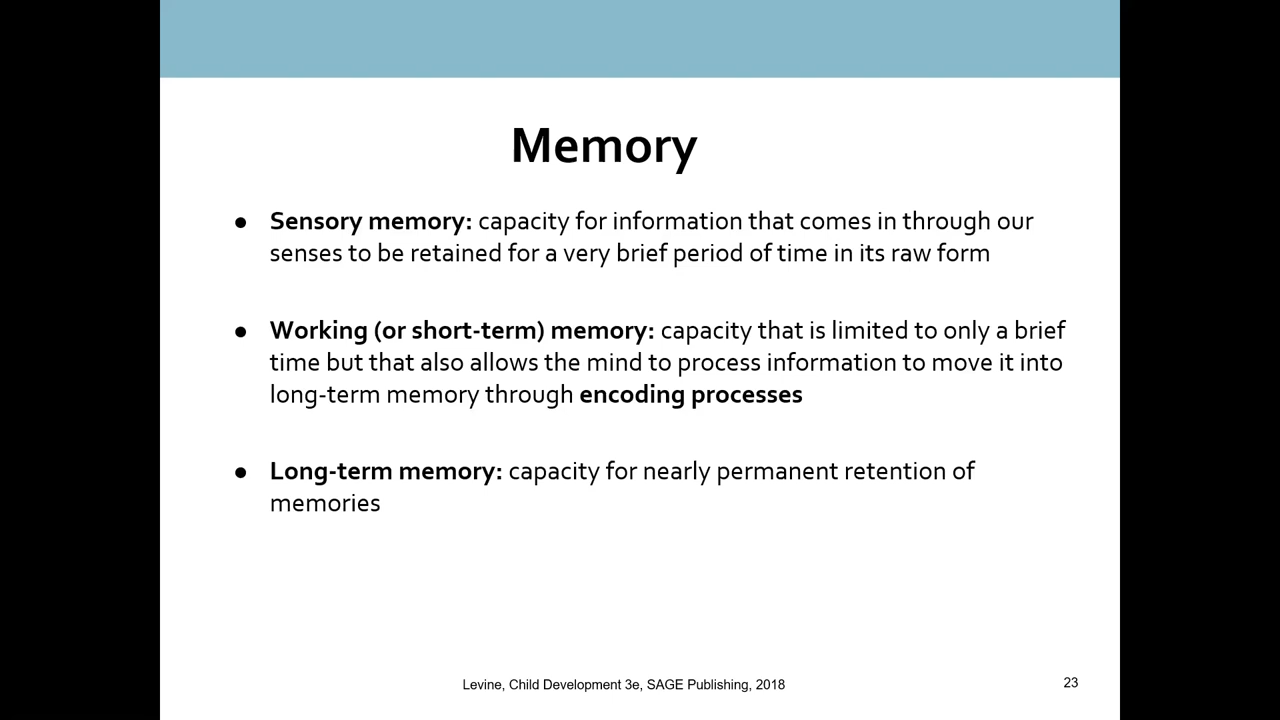 Memory
● Sensory memory: capacity for information that comes in through our
senses to be retained for a very brief period of time in its raw form
● Working (or short-term) memory: capacity that is limited to only a brief
time but that also allows the mind to process information to move it into
long-term memory through encoding processes
● Long-term memory: capacity for nearly permanent retention of
memories
Levine, Child Development 3e, SAGE Publishing, 2018
23